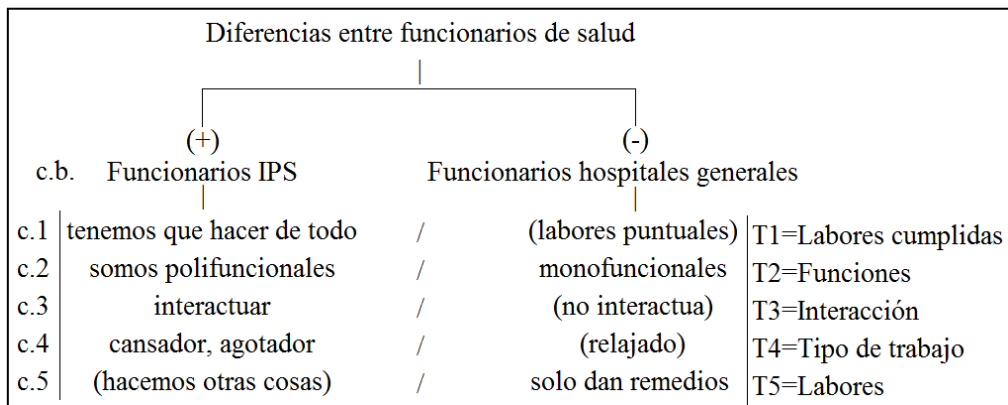 Diferencias entre funcionarios de salud
(+) (-)
c.b. Funcionarios IPS Funcionarios hospitales generales
c.1 tenemos que hacer de todo / (labores puntuales) T1=Labores cumplidas
c.2 somos polifuncionales / monofuncionales T2=Funciones
c.3 interactuar / (no interactua) T3=Interacción
c.4 cansador, agotador / (relajado) T4=Tipo de trabajo
c.5 (hacemos otras cosas) / solo dan remedios T5=Labores